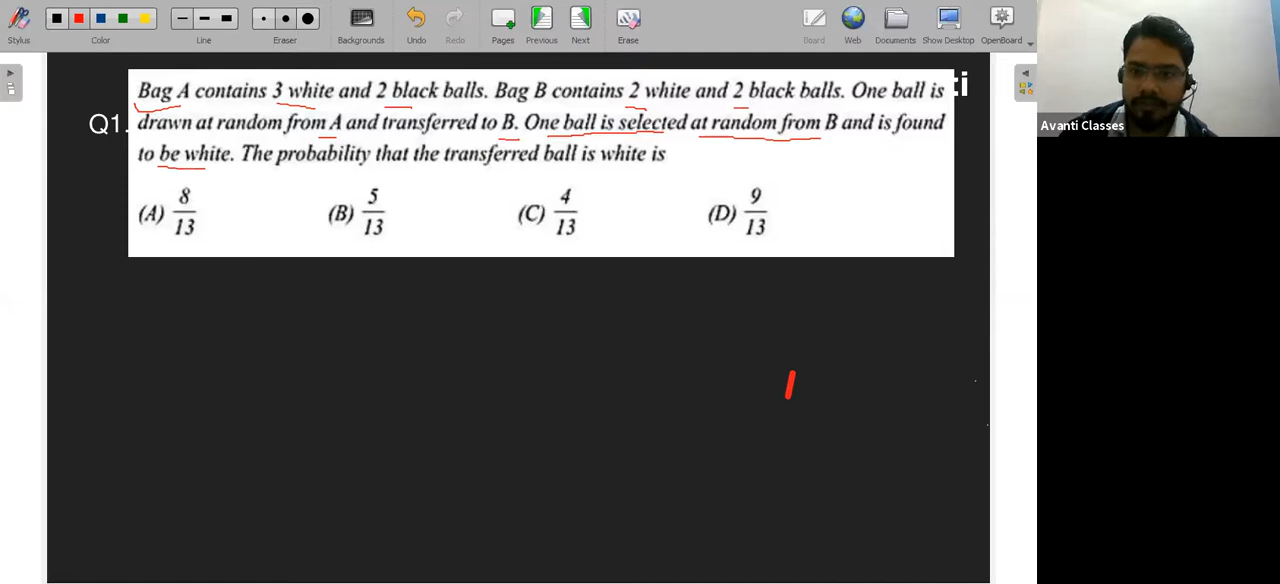 Stylus
Color
Line
Eraser
Backgrounds
Undo
Redo
Pages
Previous
Next
Erase
Board
Web
Documents
Show Desktop
OpenBoard
ti
Q1.
Bag A contains 3 white and 2 black balls. Bag B contains 2 white and 2 black balls. One ball is
drawn at random from A and transferred to B. One ball is selected at random from B and is found
to be white. The probability that the transferred ball is white is
(A) 8/13 (B) 5/13 (C) 4/13 (D) 9/13
Avanti Classes